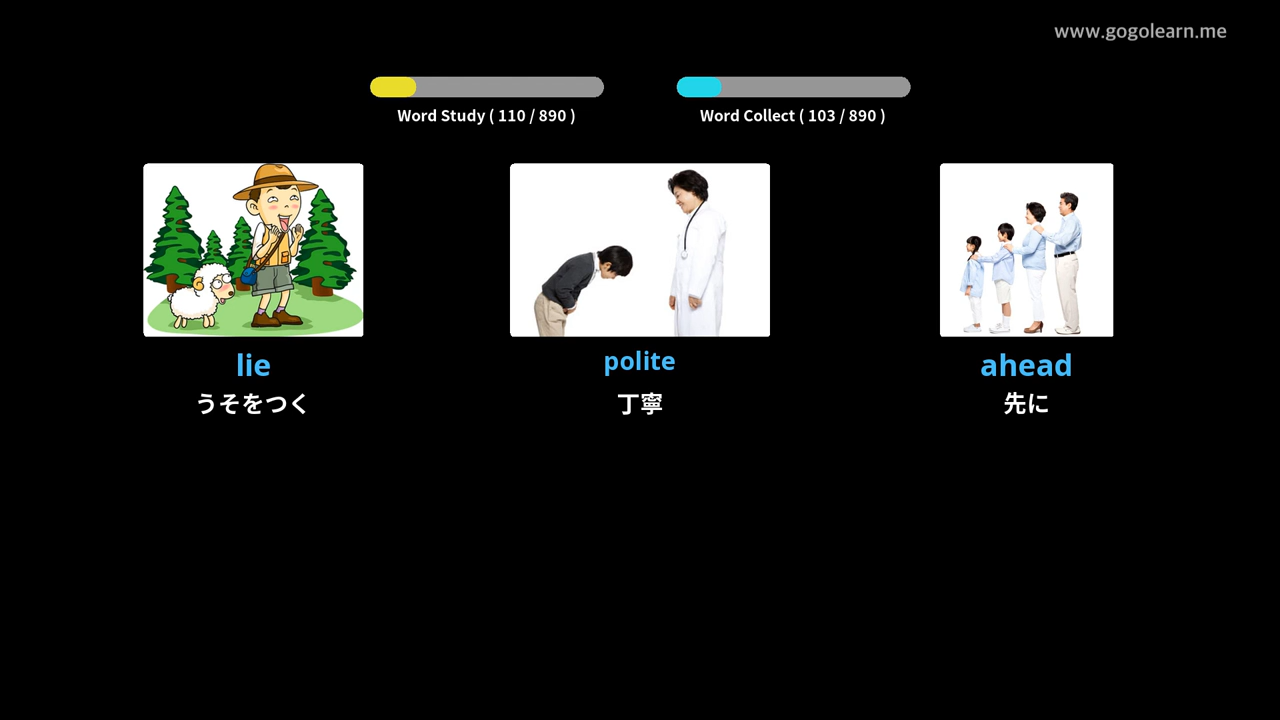 www.gogolearn.me
Word Study ( 110 / 890 )
Word Collect ( 103 / 890 )
lie
polite
ahead
うそをつく
丁寧
先に